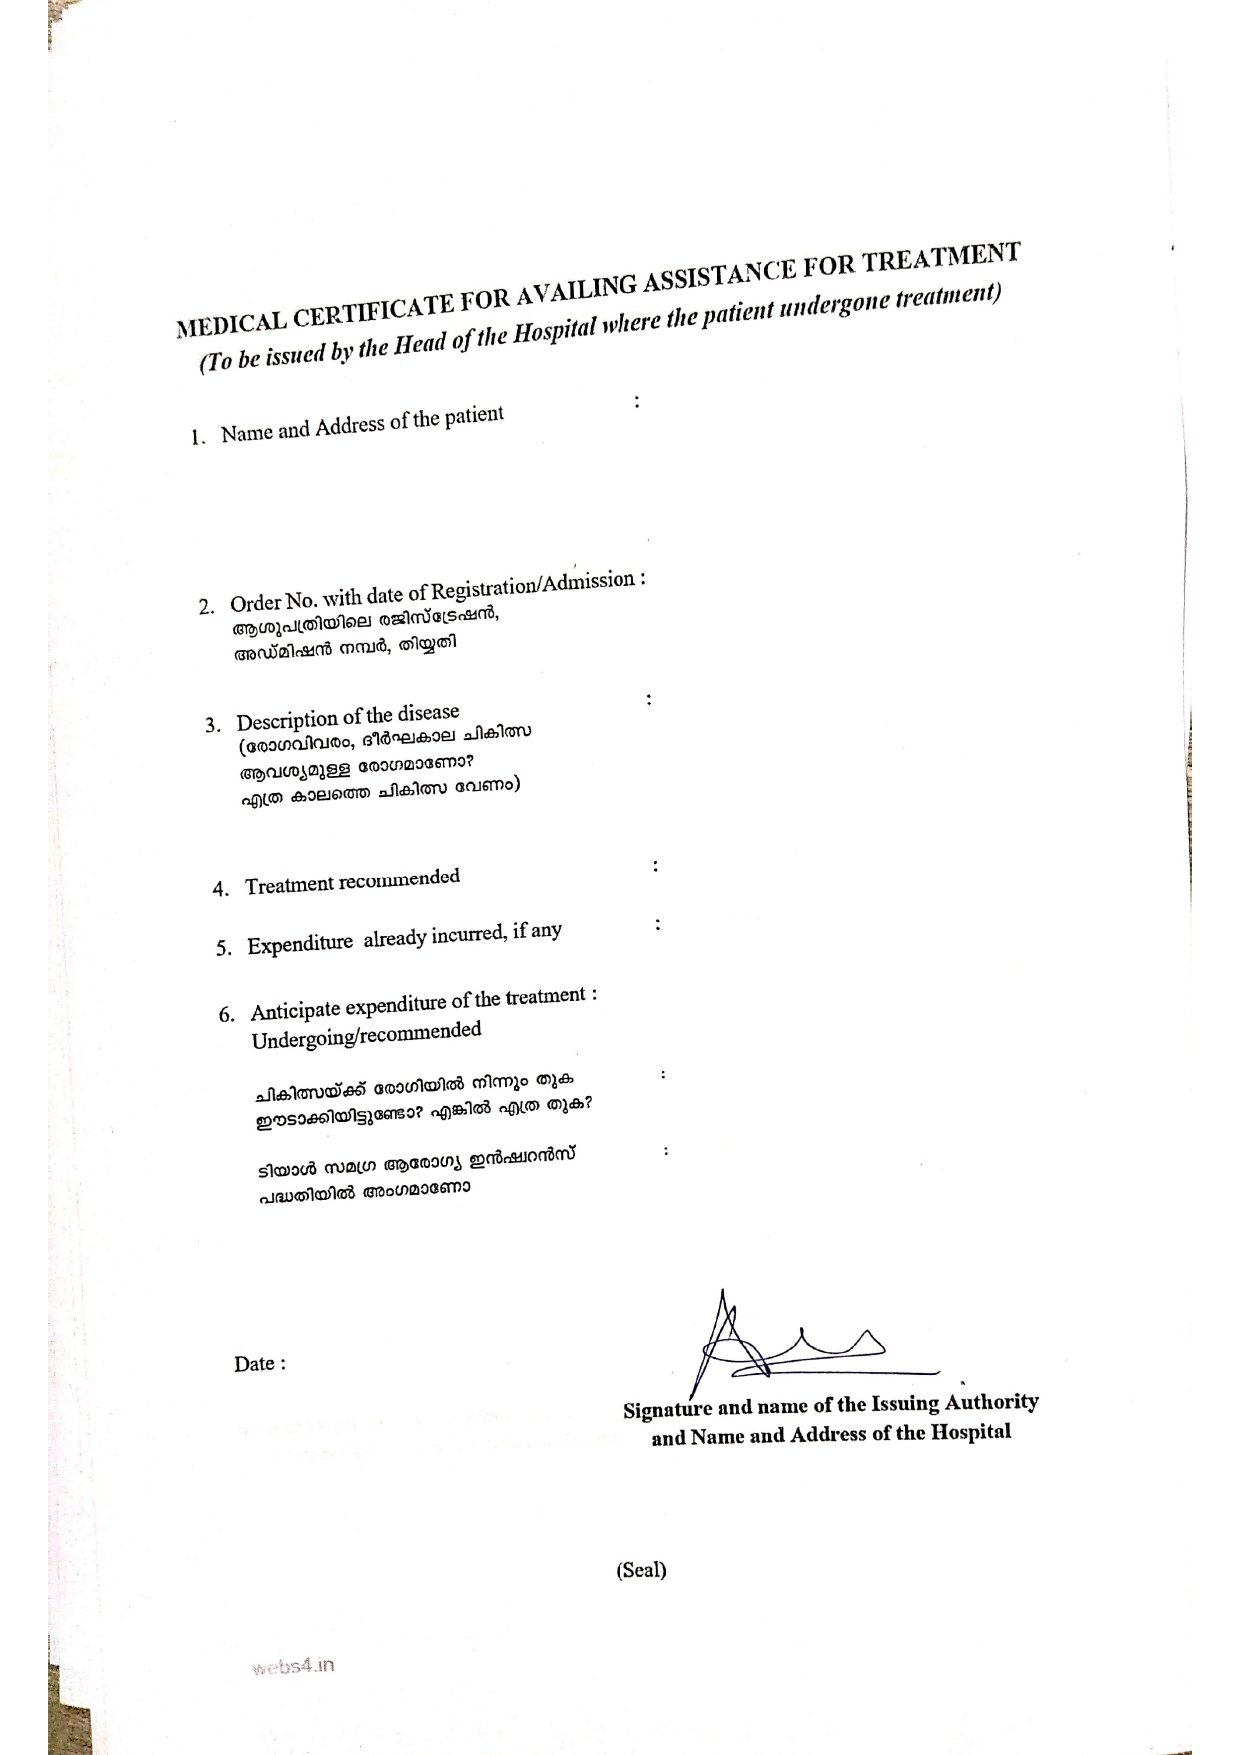 MEDICAL CERTIFICATE FOR AVAILING ASSISTANCE FOR TREATMENT
(To be issued by the Head of the Hospital where the patient undergone treatment)
1. Name and Address of the patient :
2. Order No. with date of Registration/Admission :
ആശുപത്രിയിലെ രജിസ്ട്രേഷൻ,
അഡ്മിഷൻ നമ്പർ, തിയ്യതി
3. Description of the disease :
(രോഗവിവരം, ദീർഘകാല ചികിത്സ
ആവശ്യമുള്ള രോഗമാണോ?
എത്ര കാലത്തെ ചികിത്സ വേണം)
4. Treatment recommended :
5. Expenditure already incurred, if any :
6. Anticipate expenditure of the treatment :
Undergoing/recommended
ചികിത്സയ്ക്ക് രോഗിയിൽ നിന്നും തുക :
ഈടാക്കിയിട്ടുണ്ടോ? എങ്കിൽ എത്ര തുക?
ടിയാൾ സമഗ്ര ആരോഗ്യ ഇൻഷുറൻസ് :
പദ്ധതിയിൽ അംഗമാണോ
Date :
Signature and name of the Issuing Authority
and Name and Address of the Hospital
(Seal)
webs4.in